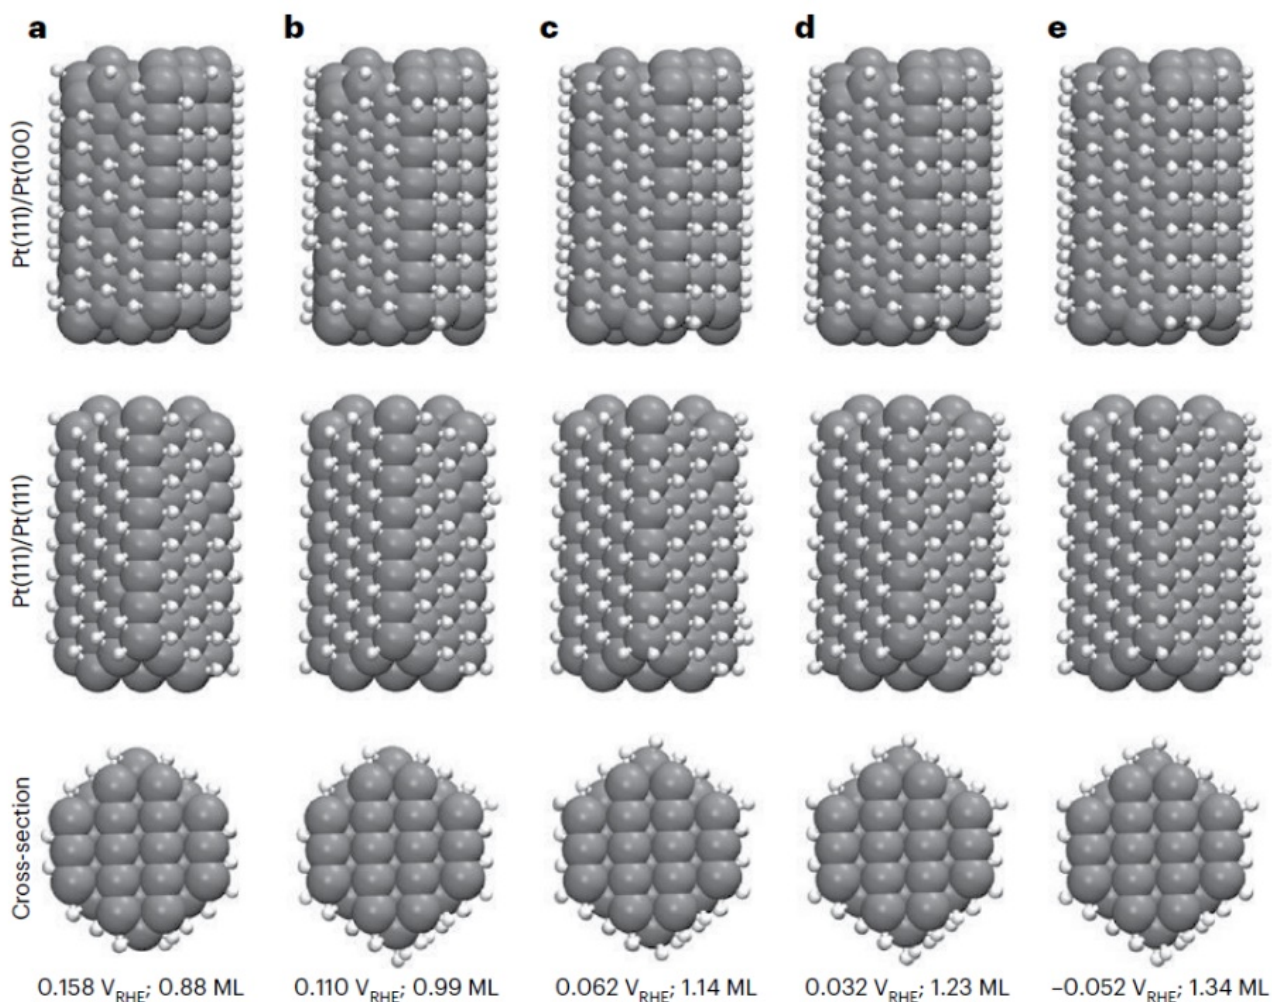 a b c d e
Pt(111)/Pt(100)
Pt(111)/Pt(111)
Cross-section
0.158 V_RHE; 0.88 ML
0.110 V_RHE; 0.99 ML
0.062 V_RHE; 1.14 ML
0.032 V_RHE; 1.23 ML
−0.052 V_RHE; 1.34 ML